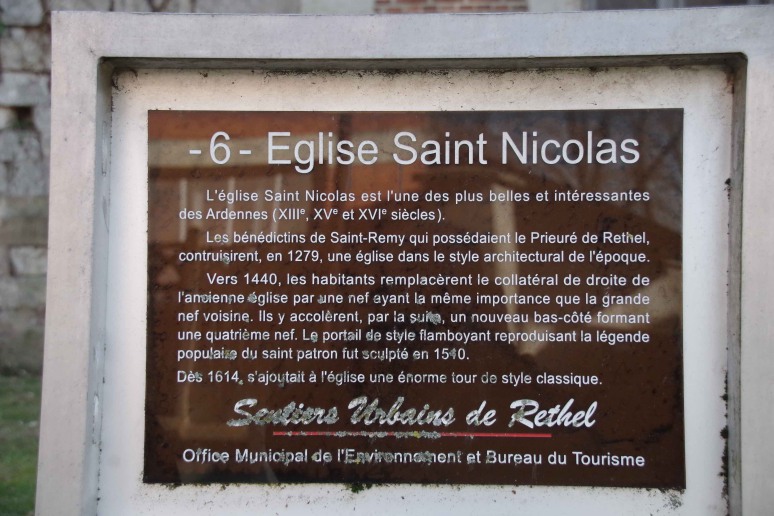 - 6 - Eglise Saint Nicolas
L'église Saint Nicolas est l'une des plus belles et intéressantes
des Ardennes (XIIIe, XVe et XVIe siècles).
Les bénédictins de Saint-Remy qui possédaient le Prieuré de Rethel,
contruisirent, en 1279, une église dans le style architectural de l'époque.
Vers 1440, les habitants remplacèrent le collatéral de droite de
l'ancienne église par une nef ayant la même importance que la grande
nef voisine. Ils y accolèrent, par la suite, un nouveau bas-côté formant
une quatrième nef. Le portail de style flamboyant reproduisant la légende
populaire du saint patron fut sculpté en 1540.
Dès 1614, s'ajoutait à l'église une énorme tour de style classique.
Sentiers Urbains de Rethel
Office Municipal de l'Environnement et Bureau du Tourisme